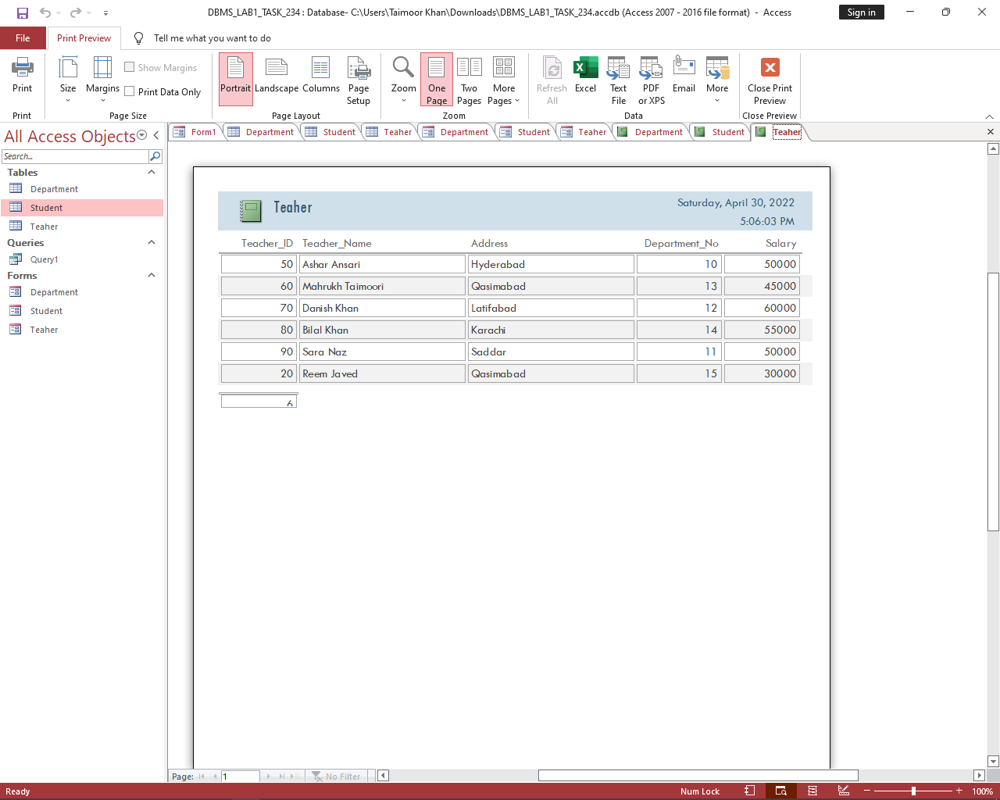 DBMS_LAB1_TASK_234 : Database- C:\Users\Taimoor Khan\Downloads\DBMS_LAB1_TASK_234.accdb (Access 2007 - 2016 file format) - Access
Sign in
File
Print Preview
Tell me what you want to do
Print
Size
Margins
Show Margins
Print Data Only
Portrait
Landscape
Columns
Page Setup
Zoom
One Page
Two Pages
More Pages
Refresh All
Excel
Text File
PDF or XPS
Email
More
Close Print Preview
Print
Page Size
Page Layout
Zoom
Data
Close Preview
All Access Objects
Search...
Tables
Department
Student
Teaher
Queries
Query1
Forms
Department
Student
Teaher
Form1
Department
Student
Teaher
Department
Student
Teaher
Department
Student
Teaher
Teaher
Saturday, April 30, 2022
5:06:03 PM
Teacher_ID Teacher_Name Address Department_No Salary
50 Ashar Ansari Hyderabad 10 50000
60 Mahrukh Taimoori Qasimabad 13 45000
70 Danish Khan Latifabad 12 60000
80 Bilal Khan Karachi 14 55000
90 Sara Naz Saddar 11 50000
20 Reem Javed Qasimabad 15 30000
6
Page: 1
No Filter
Ready
Num Lock
100%